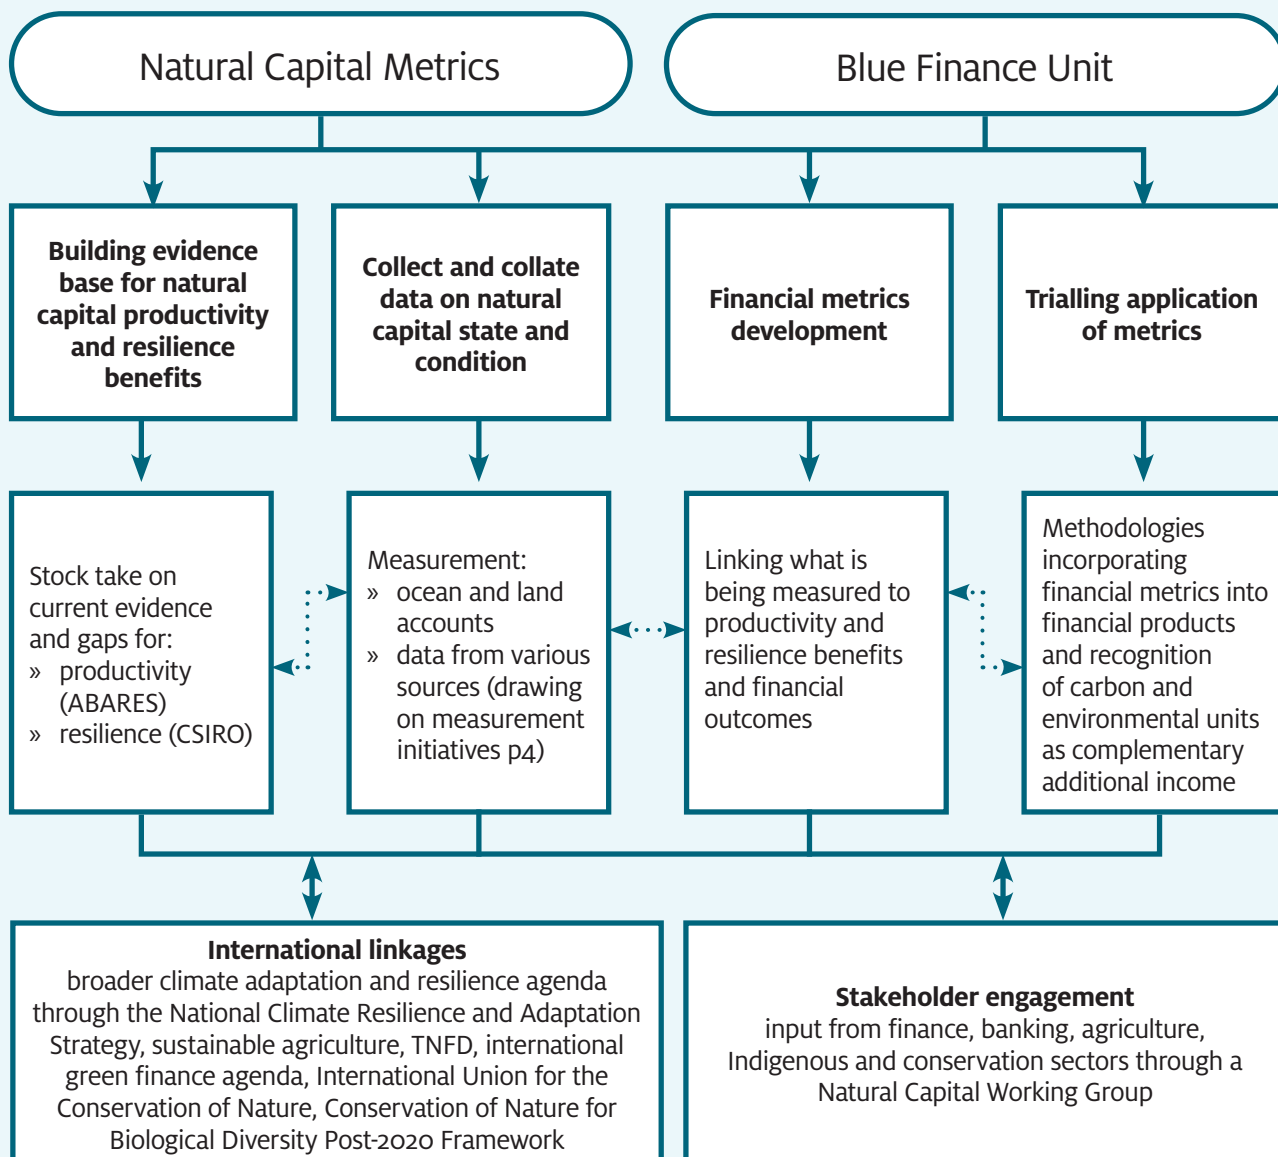 Natural Capital Metrics
Blue Finance Unit
Building evidence
base for natural
capital productivity
and resilience
benefits
Collect and collate
data on natural
capital state and
condition
Financial metrics
development
Trialling application
of metrics
Stock take on
current evidence
and gaps for:
» productivity
(ABARES)
» resilience (CSIRO)
Measurement:
» ocean and land
accounts
» data from various
sources (drawing
on measurement
initiatives p4)
Linking what is
being measured to
productivity and
resilience benefits
and financial
outcomes
Methodologies
incorporating
financial metrics into
financial products
and recognition
of carbon and
environmental units
as complementary
additional income
International linkages
broader climate adaptation and resilience agenda
through the National Climate Resilience and Adaptation
Strategy, sustainable agriculture, TNFD, international
green finance agenda, International Union for the
Conservation of Nature, Conservation of Nature for
Biological Diversity Post-2020 Framework
Stakeholder engagement
input from finance, banking, agriculture,
Indigenous and conservation sectors through a
Natural Capital Working Group